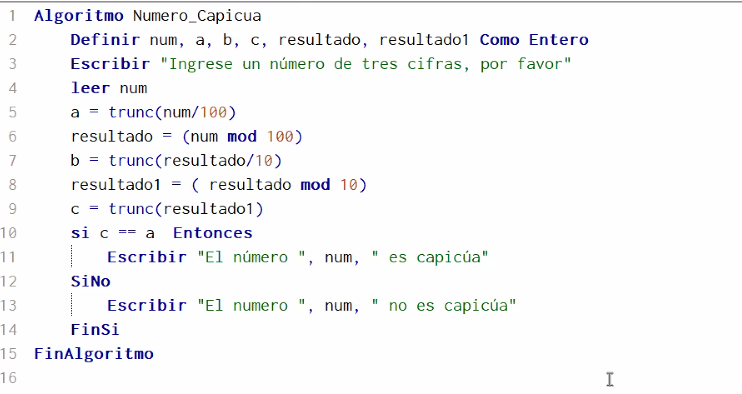 1 Algoritmo Numero_Capicua
2 Definir num, a, b, c, resultado, resultado1 Como Entero
3 Escribir "Ingrese un número de tres cifras, por favor"
4 leer num
5 a = trunc(num/100)
6 resultado = (num mod 100)
7 b = trunc(resultado/10)
8 resultado1 = ( resultado mod 10)
9 c = trunc(resultado1)
10 si c == a  Entonces
11 Escribir "El número ", num, " es capicúa"
12 SiNo
13 Escribir "El numero ", num, " no es capicúa"
14 FinSi
15 FinAlgoritmo
16